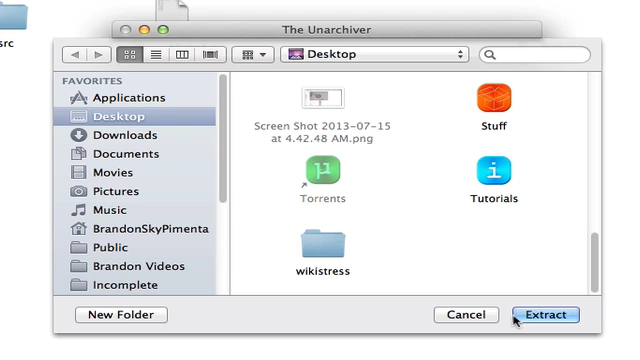 src
The Unarchiver
Desktop
FAVORITES
Applications
Desktop
Downloads
Documents
Movies
Pictures
Music
BrandonSkyPimenta
Public
Brandon Videos
Incomplete
Screen Shot 2013-07-15
at 4.42.48 AM.png
Stuff
µ
Torrents
i
Tutorials
wikistress
New Folder
Cancel
Extract